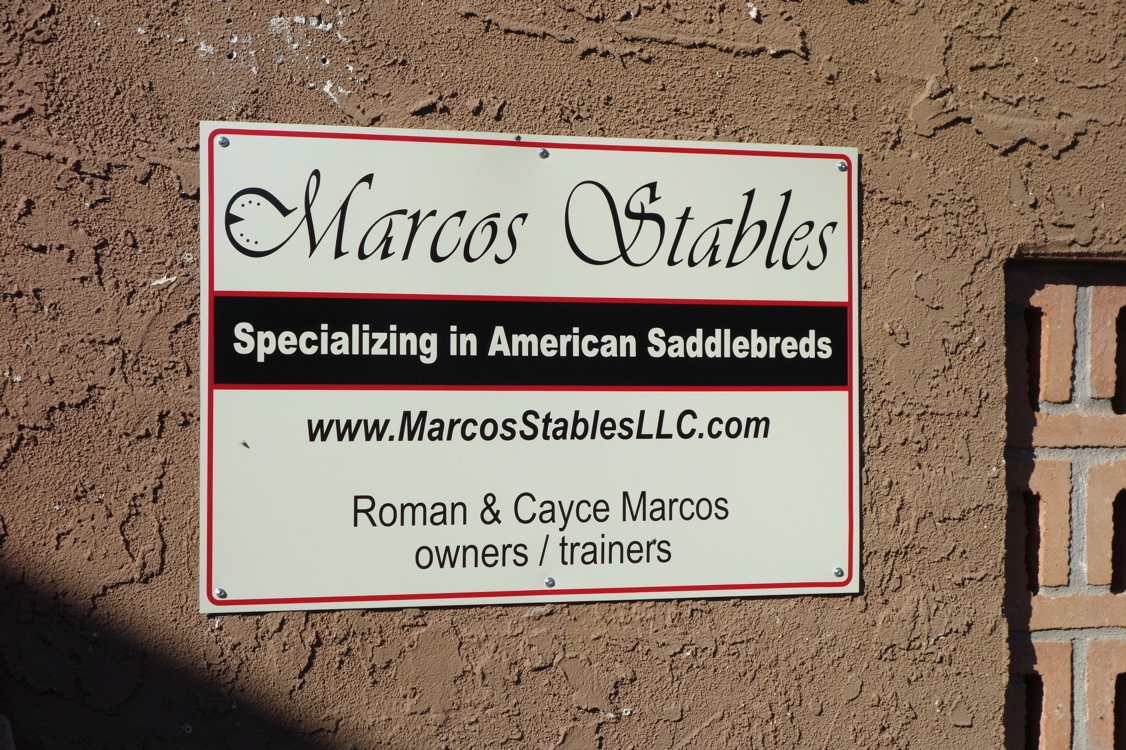 Marcos Stables
Specializing in American Saddlebreds
www.MarcosStablesLLC.com
Roman & Cayce Marcos
owners / trainers